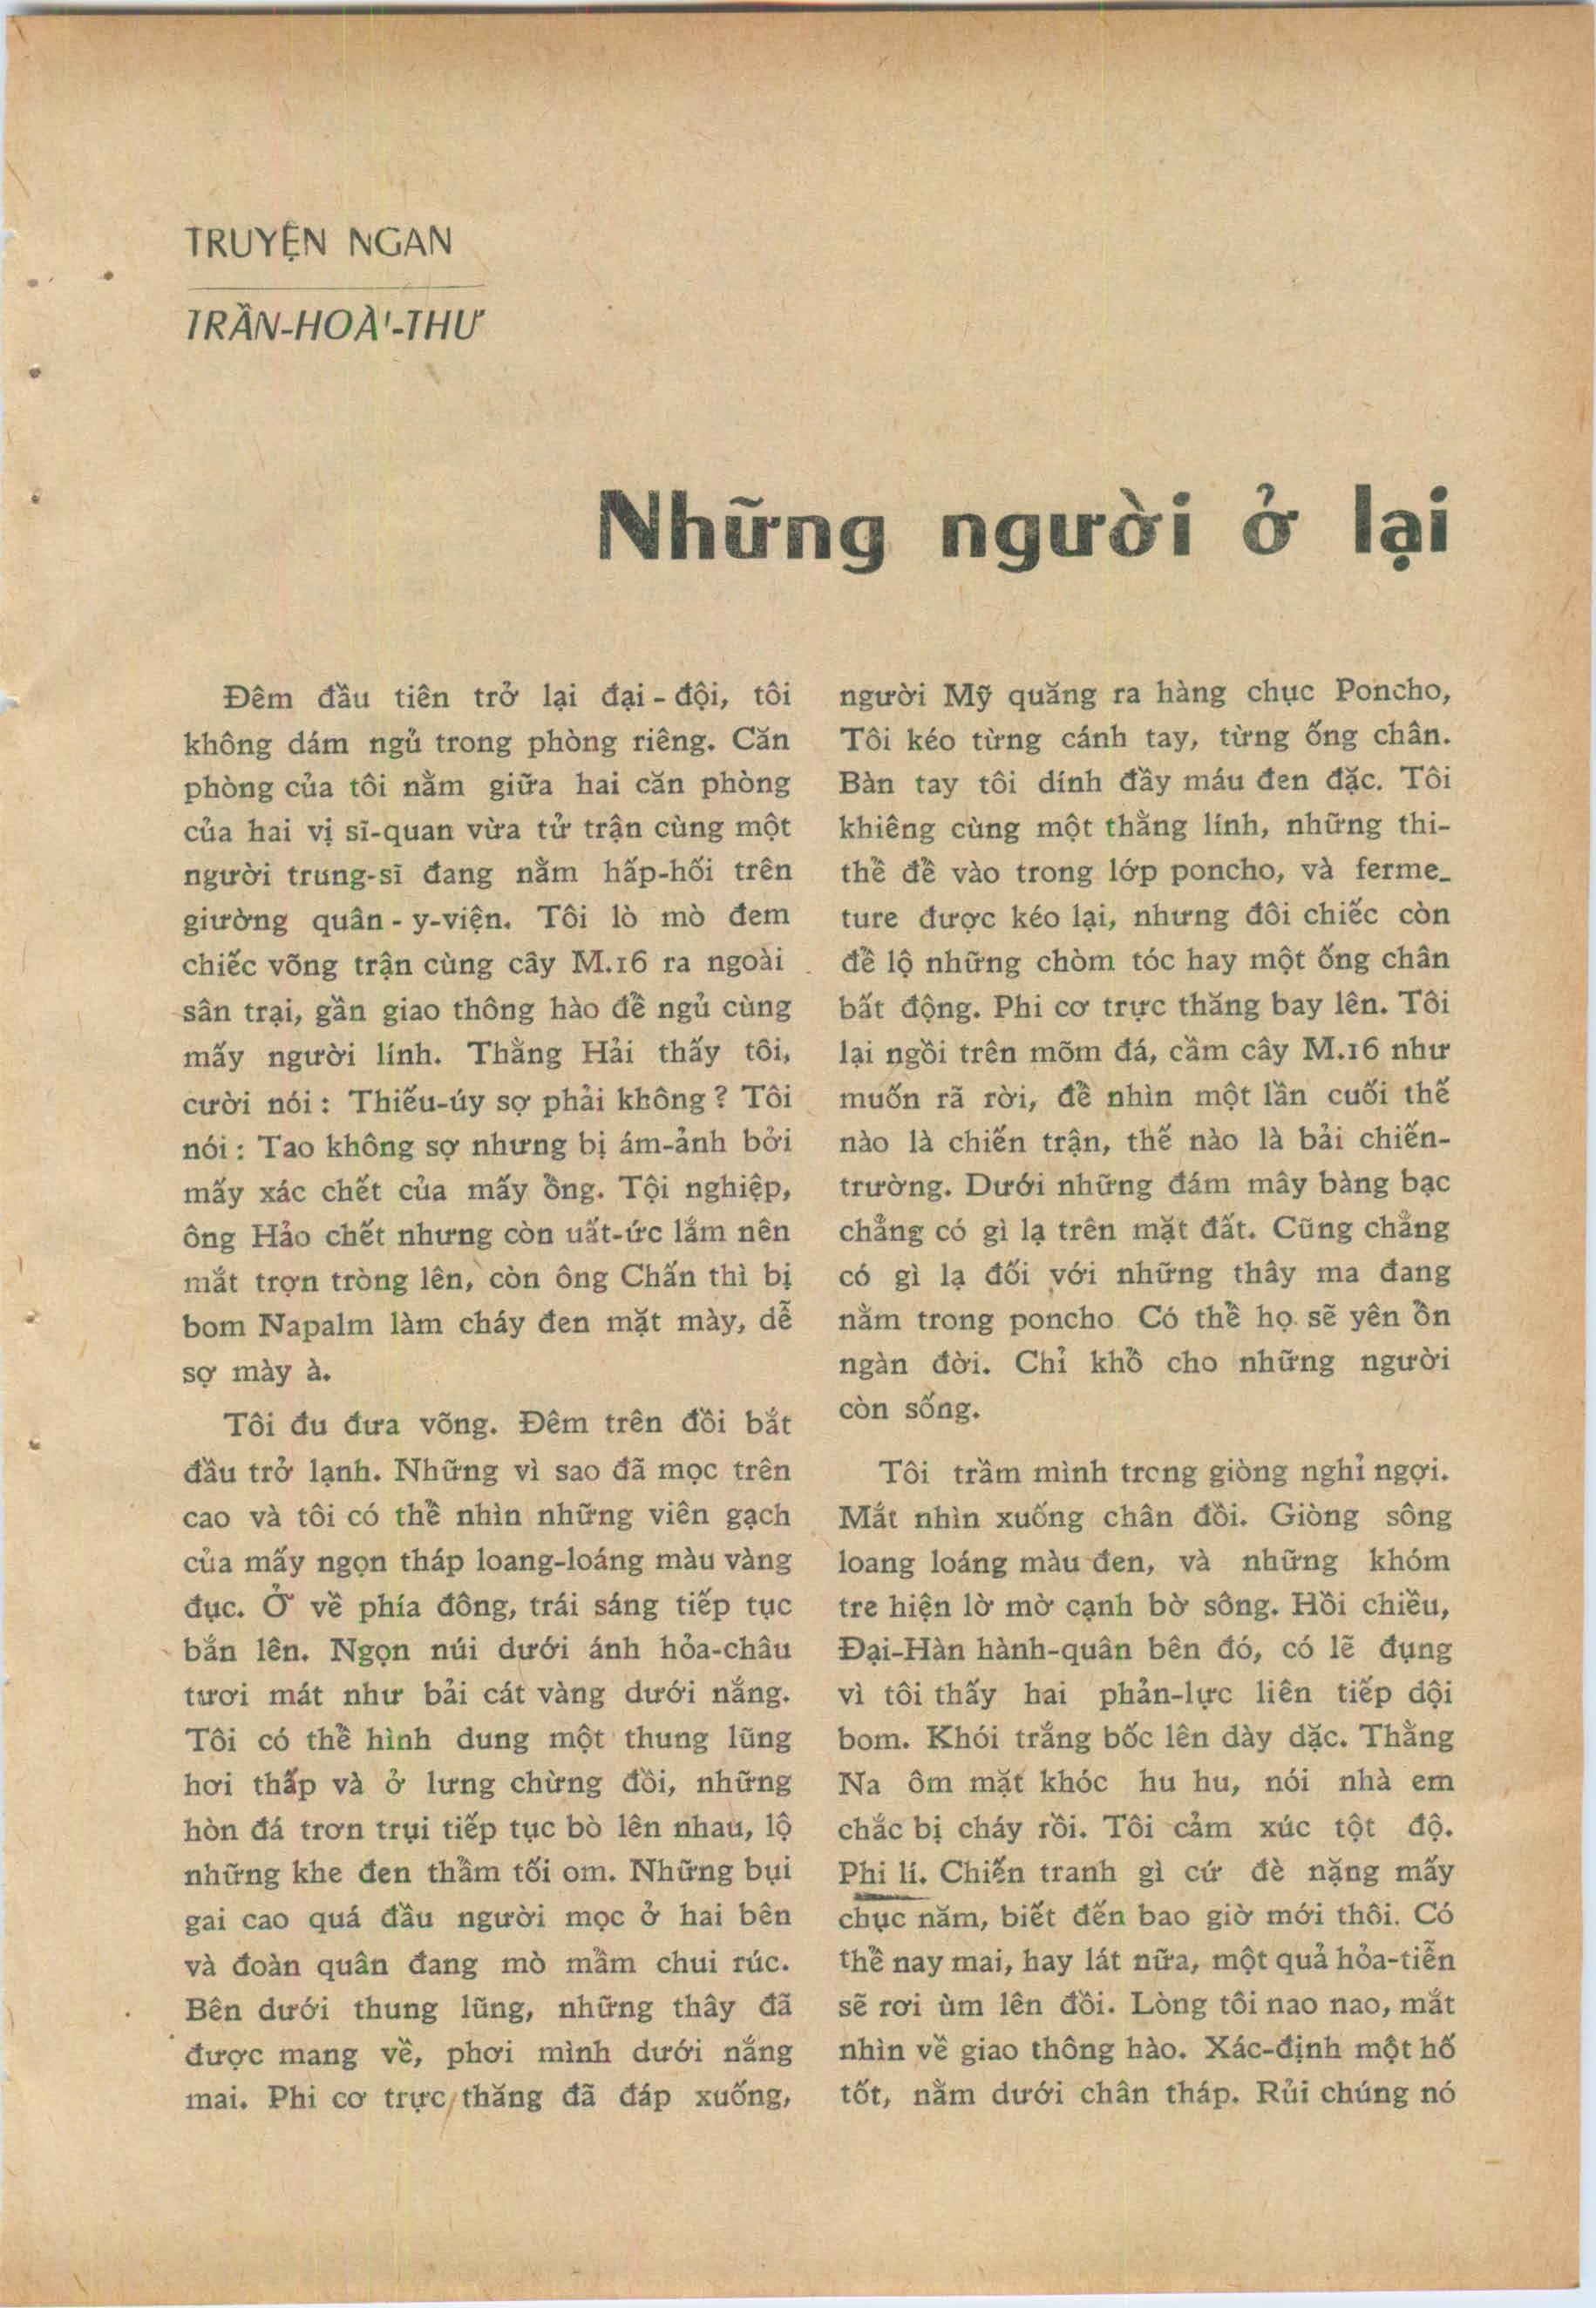 TRUYỆN NGAN
TRẦN-HOÀI-THƯ
Những người ở lại
Đêm đầu tiên trở lại đại - đội, tôi
không dám ngủ trong phòng riêng. Căn
phòng của tôi nằm giữa hai căn phòng
của hai vị sĩ-quan vừa tử trận cùng một
người trung-sĩ đang nằm hấp-hối trên
giường quân - y-viện. Tôi lò mò đem
chiếc võng trận cùng cây M.16 ra ngoài
sân trại, gần giao thông hào để ngủ cùng
mấy người lính. Thằng Hải thấy tôi,
cười nói : Thiếu-úy sợ phải không ? Tôi
nói : Tao không sợ nhưng bị ám-ảnh bởi
mấy xác chết của mấy ổng. Tội nghiệp,
ông Hảo chết nhưng còn uất-ức lắm nên
mắt trợn tròng lên, còn ông Chấn thì bị
bom Napalm làm cháy đen mặt mày, dễ
sợ mày à.
Tôi đu đưa võng. Đêm trên đồi bắt
đầu trở lạnh. Những vì sao đã mọc trên
cao và tôi có thể nhìn những viên gạch
của mấy ngọn tháp loang-loáng màu vàng
đục. Ở về phía đông, trái sáng tiếp tục
bắn lên. Ngọn núi dưới ánh hỏa-châu
tươi mát như bải cát vàng dưới nắng.
Tôi có thể hình dung một thung lũng
hơi thấp và ở lưng chừng đồi, những
hòn đá trơn trụi tiếp tục bò lên nhau, lộ
những khe đen thẳm tối om. Những bụi
gai cao quá đầu người mọc ở hai bên
và đoàn quân đang mò mẫm chui rúc.
Bên dưới thung lũng, những thây đã
được mang về, phơi mình dưới nắng
mai. Phi cơ trực thăng đã đáp xuống,
người Mỹ quăng ra hàng chục Poncho,
Tôi kéo từng cánh tay, từng ống chân.
Bàn tay tôi dính đầy máu đen đặc. Tôi
khiêng cùng một thằng lính, những thi-
thể để vào trong lớp poncho, và ferme_
ture được kéo lại, nhưng đôi chiếc còn
để lộ những chòm tóc hay một ống chân
bất động. Phi cơ trực thăng bay lên. Tôi
lại ngồi trên mõm đá, cầm cây M.16 như
muốn rã rời, để nhìn một lần cuối thế
nào là chiến trận, thế nào là bải chiến-
trường. Dưới những đám mây bàng bạc
chẳng có gì lạ trên mặt đất. Cũng chẳng
có gì lạ đối với những thây ma đang
nằm trong poncho Có thể họ sẽ yên ổn
ngàn đời. Chỉ khổ cho những người
còn sống.
Tôi trầm mình trong giòng nghỉ ngợi.
Mắt nhìn xuống chân đồi. Giòng sông
loang loáng màu đen, và những khóm
tre hiện lờ mờ cạnh bờ sông. Hồi chiều,
Đại-Hàn hành-quân bên đó, có lẽ đụng
vì tôi thấy hai phản-lực liên tiếp dội
bom. Khói trắng bốc lên dày dặc. Thằng
Na ôm mặt khóc hu hu, nói nhà em
chắc bị cháy rồi. Tôi cảm xúc tột độ.
Phi lí. Chiến tranh gì cứ đè nặng mấy
chục năm, biết đến bao giờ mới thôi. Có
thể nay mai, hay lát nữa, một quả hỏa-tiễn
sẽ rơi ùm lên đồi. Lòng tôi nao nao, mắt
nhìn về giao thông hào. Xác-định một hố
tốt, nằm dưới chân tháp. Rủi chúng nó